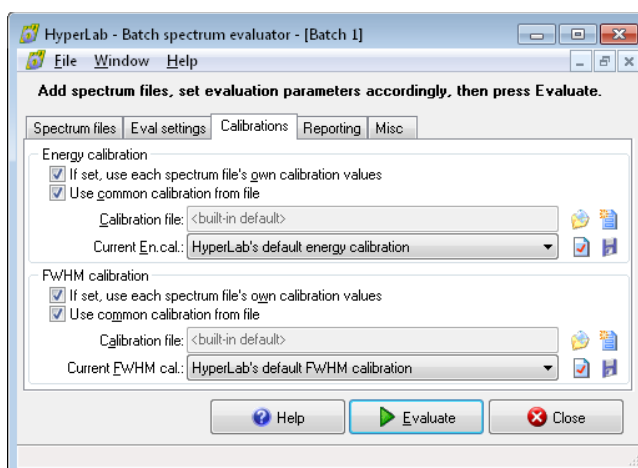 HyperLab - Batch spectrum evaluator - [Batch 1]
File Window Help
Add spectrum files, set evaluation parameters accordingly, then press Evaluate.
Spectrum files Eval settings Calibrations Reporting Misc
Energy calibration
If set, use each spectrum file's own calibration values
Use common calibration from file
Calibration file: <built-in default>
Current En.cal.: HyperLab's default energy calibration
FWHM calibration
If set, use each spectrum file's own calibration values
Use common calibration from file
Calibration file: <built-in default>
Current FWHM cal.: HyperLab's default FWHM calibration
Help Evaluate Close